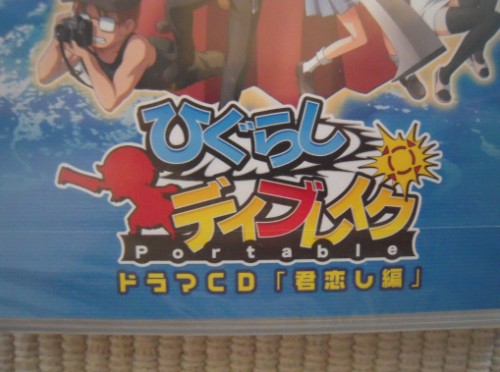 ひぐらし
デイブレイク
Portable
ドラマCD「君恋し編」